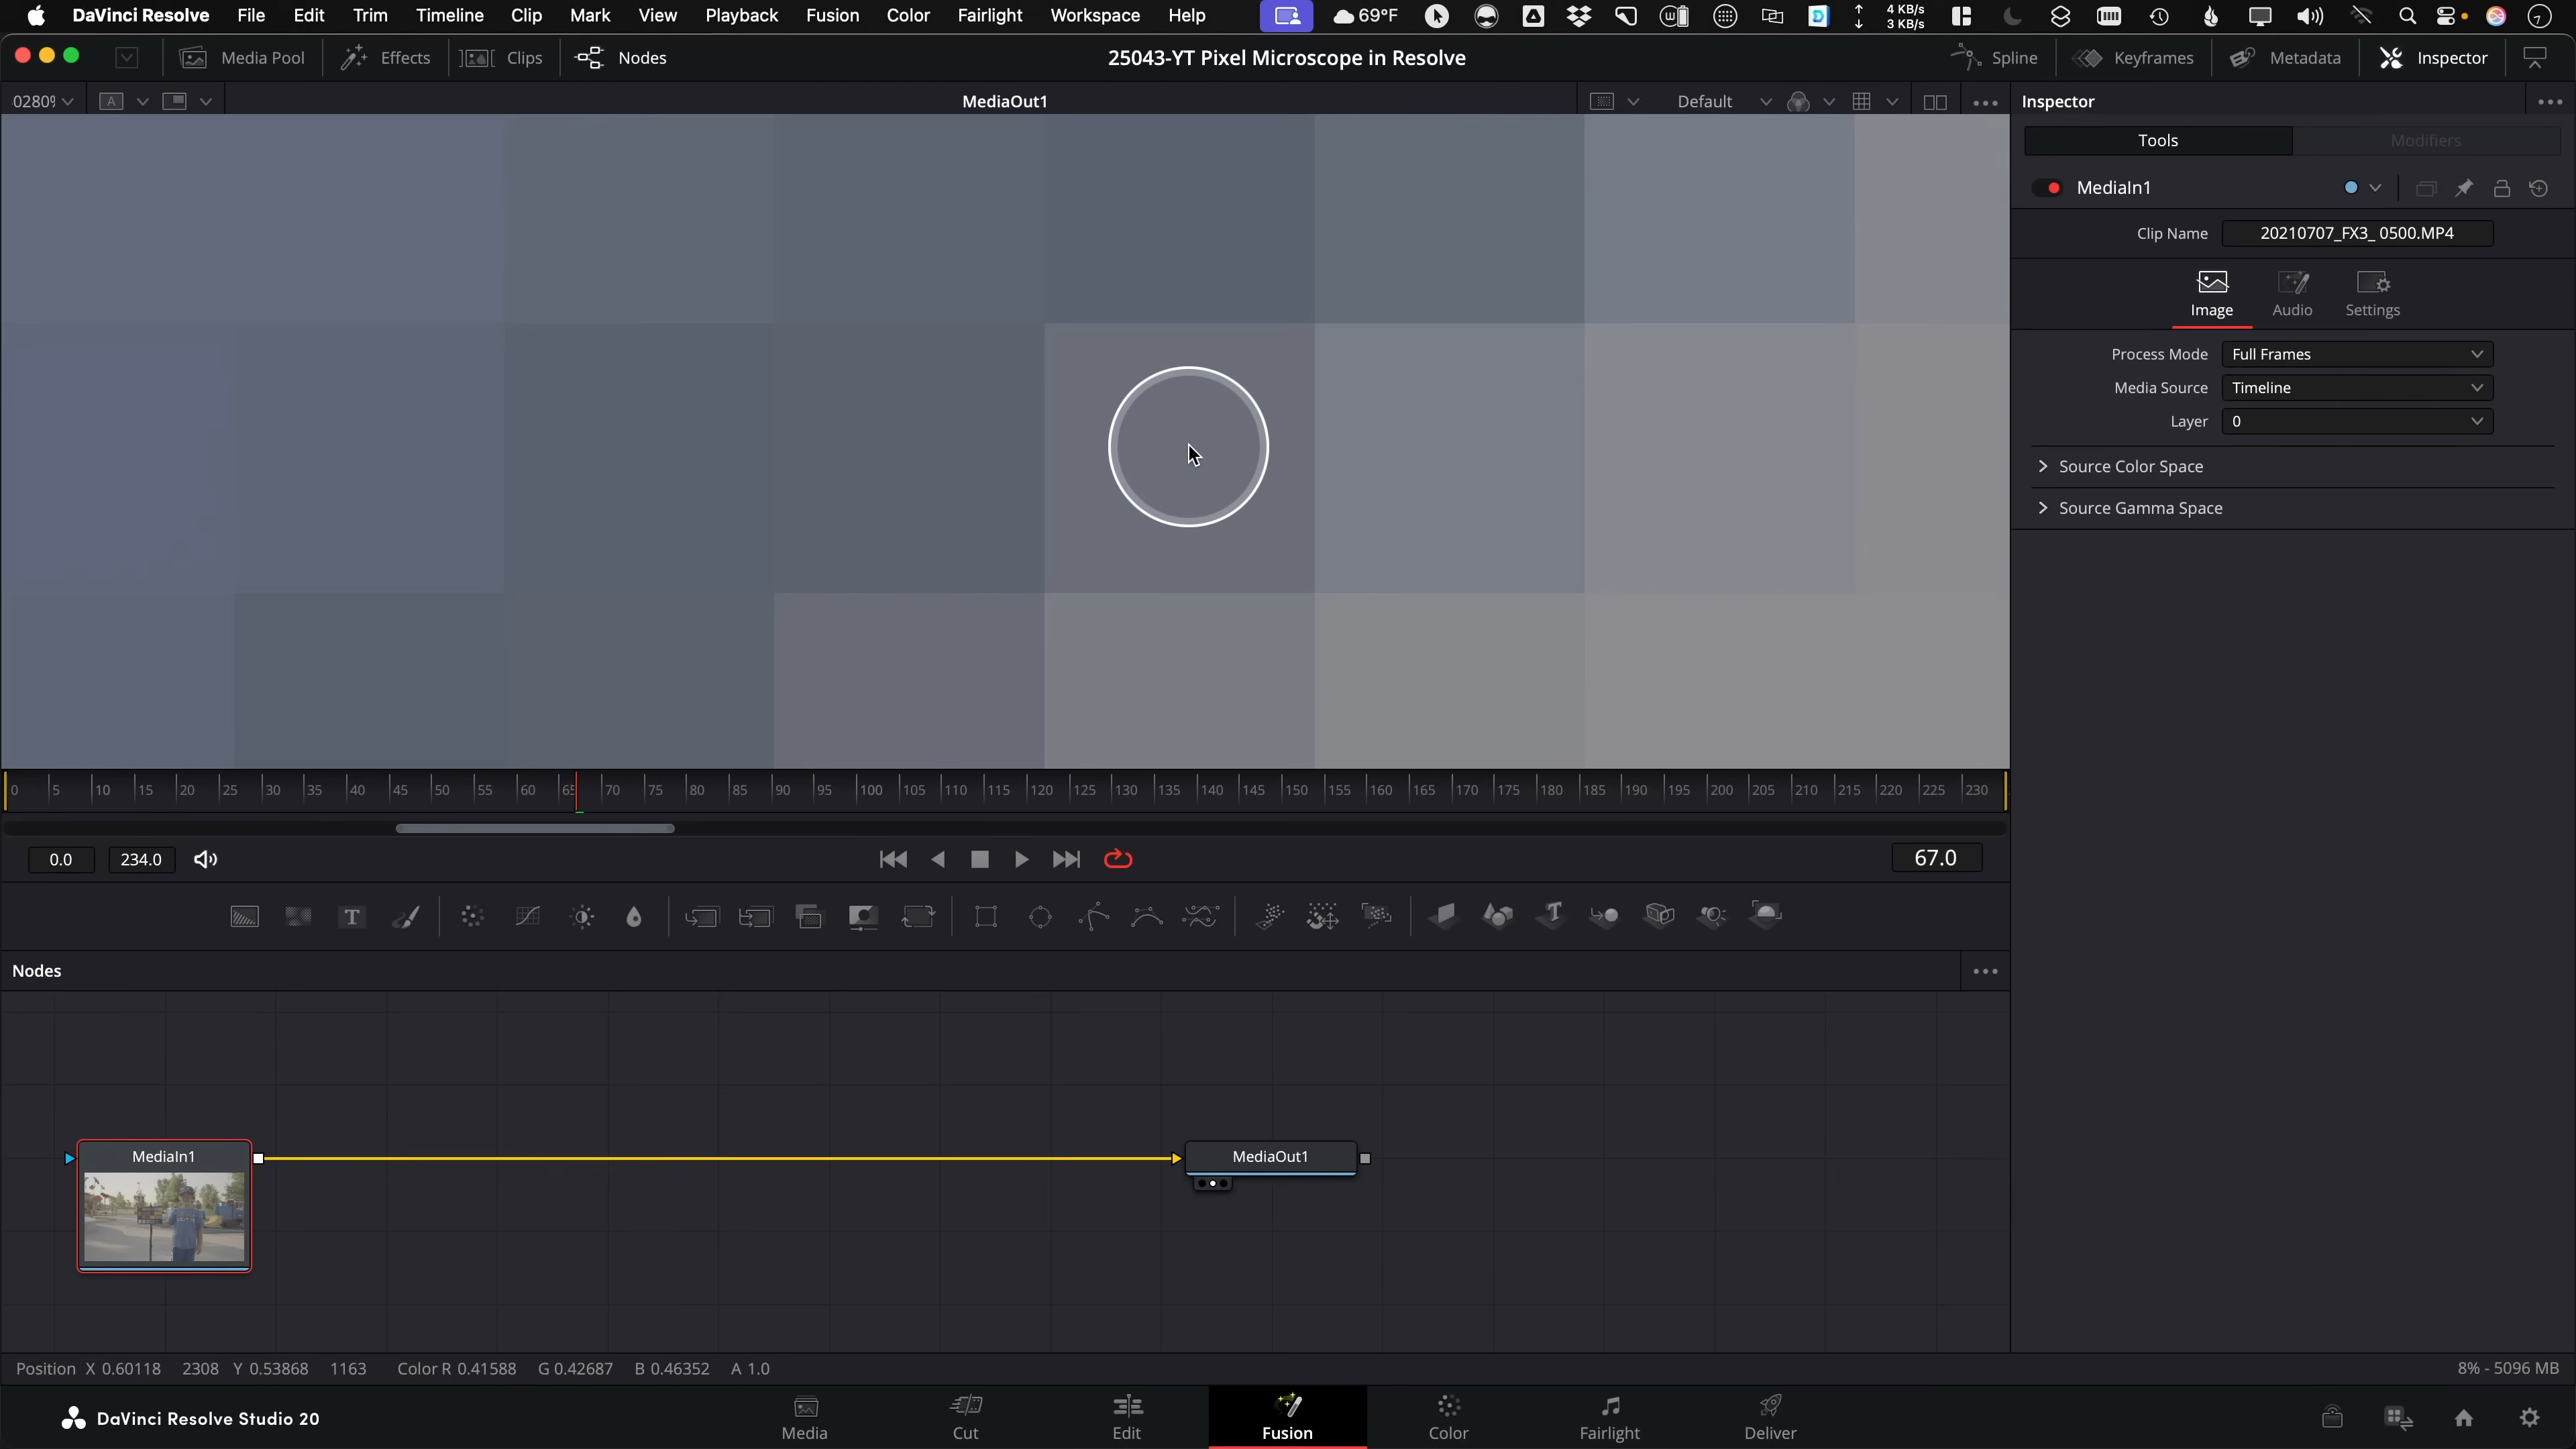 DaVinci Resolve File Edit Trim Timeline Clip Mark View Playback Fusion Color Fairlight Workspace Help 69°F 4 KB/s 3 KB/s
Media Pool Effects Clips Nodes 25043-YT Pixel Microscope in Resolve Spline Keyframes Metadata Inspector
0280% A MediaOut1 Default Inspector
Tools Modifiers
MediaIn1
Clip Name 20210707_FX3_ 0500.MP4
Image Audio Settings
Process Mode Full Frames
Media Source Timeline
Layer 0
Source Color Space
Source Gamma Space
0 5 10 15 20 25 30 35 40 45 50 55 60 65 70 75 80 85 90 95 100 105 110 115 120 125 130 135 140 145 150 155 160 165 170 175 180 185 190 195 200 205 210 215 220 225 230
0.0 234.0 67.0
T
Nodes
MediaIn1 MediaOut1
Position X 0.60118 2308 Y 0.53868 1163 Color R 0.41588 G 0.42687 B 0.46352 A 1.0 8% - 5096 MB
DaVinci Resolve Studio 20 Media Cut Edit Fusion Color Fairlight Deliver